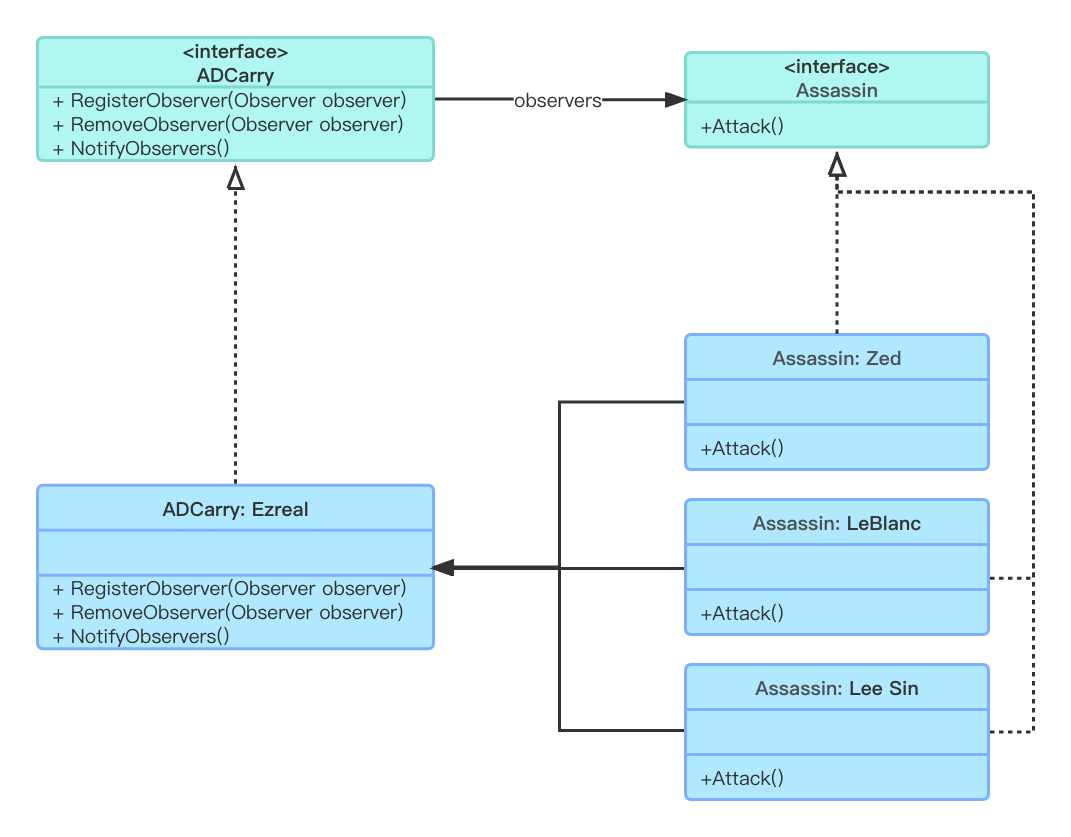 <interface>
ADCarry
+ RegisterObserver(Observer observer)
+ RemoveObserver(Observer observer)
+ NotifyObservers()
observers
<interface>
Assassin
+Attack()
Assassin: Zed
+Attack()
ADCarry: Ezreal
+ RegisterObserver(Observer observer)
+ RemoveObserver(Observer observer)
+ NotifyObservers()
Assassin: LeBlanc
+Attack()
Assassin: Lee Sin
+Attack()